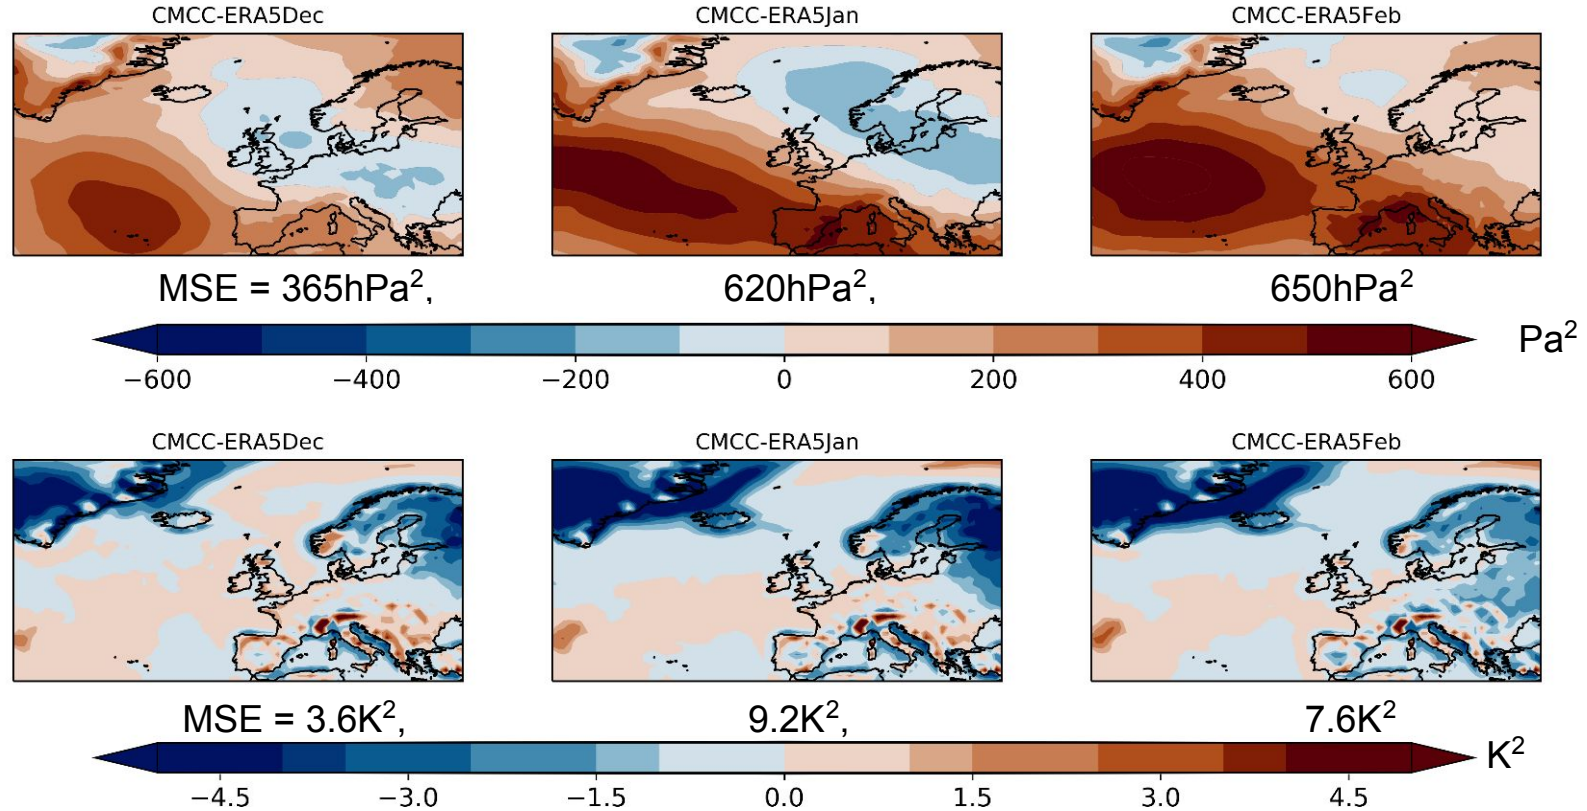 CMCC-ERA5Dec CMCC-ERA5Jan CMCC-ERA5Feb
MSE = 365hPa², 620hPa², 650hPa²
Pa²
−600 −400 −200 0 200 400 600
CMCC-ERA5Dec CMCC-ERA5Jan CMCC-ERA5Feb
MSE = 3.6K², 9.2K², 7.6K²
K²
−4.5 −3.0 −1.5 0.0 1.5 3.0 4.5